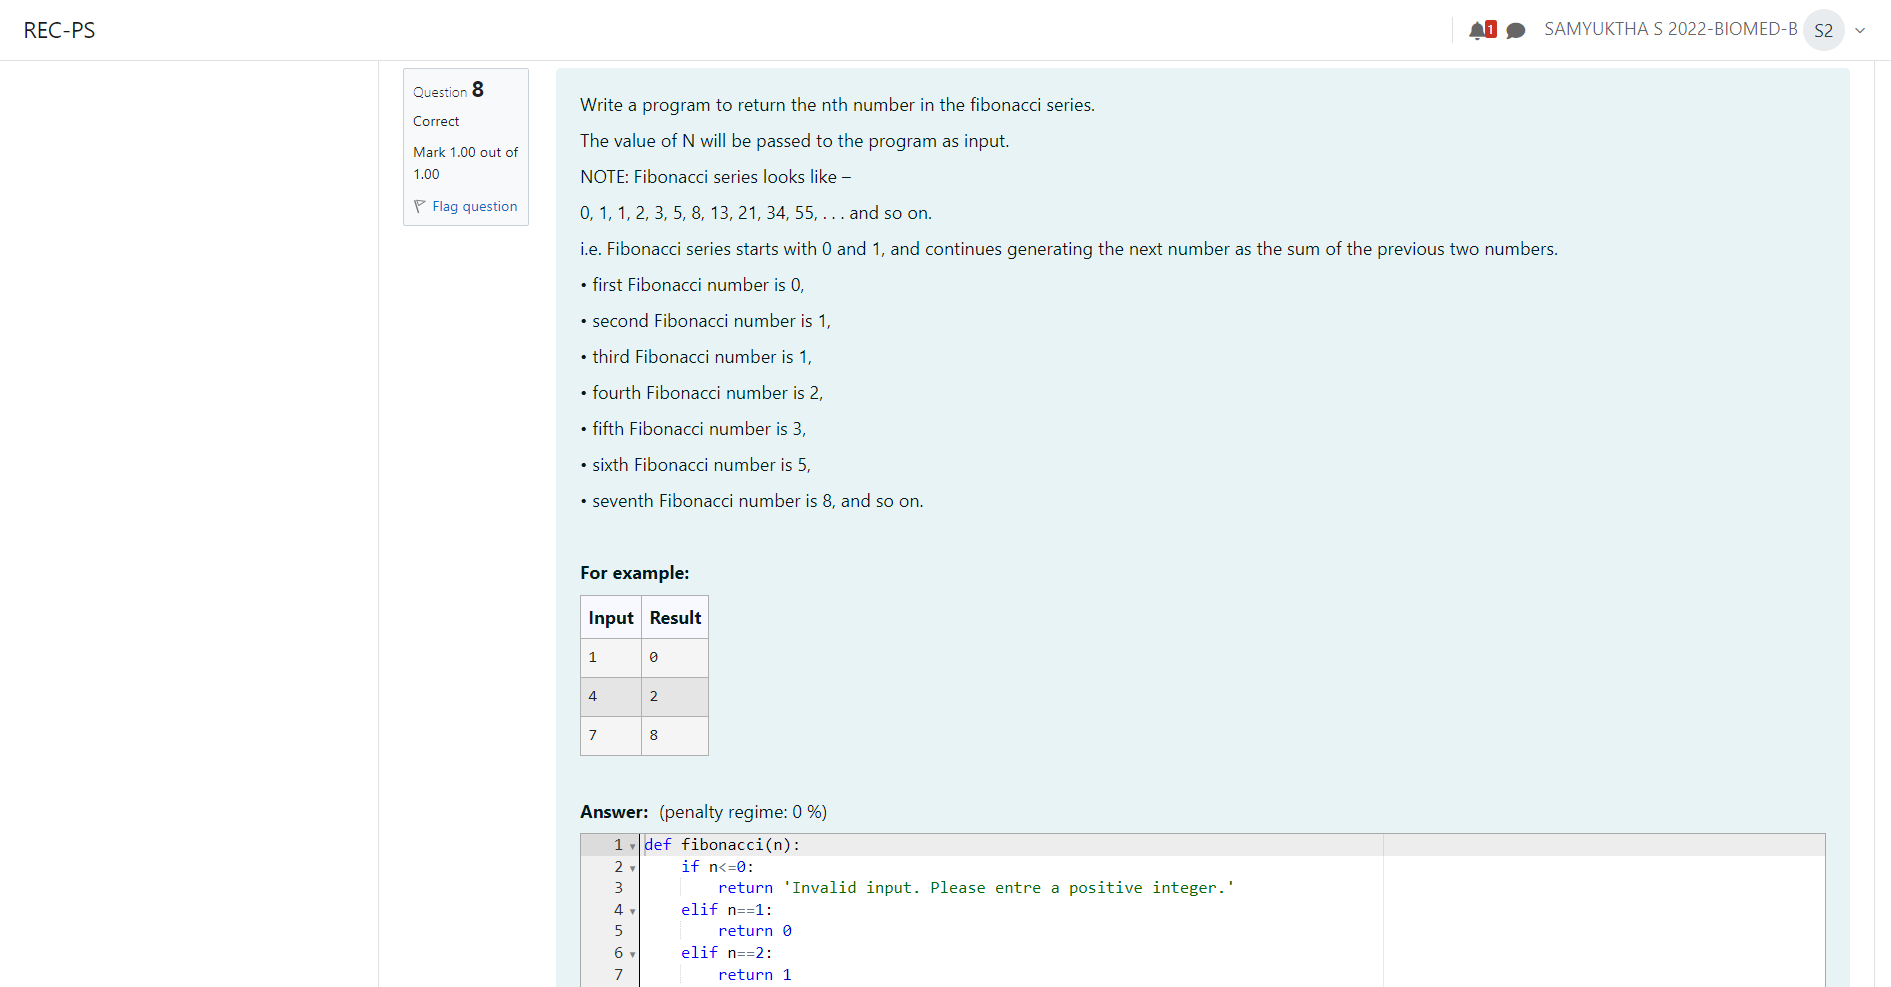 REC-PS
1
SAMYUKTHA S 2022-BIOMED-B
S2
Question 8
Correct
Mark 1.00 out of
1.00
Flag question
Write a program to return the nth number in the fibonacci series.
The value of N will be passed to the program as input.
NOTE: Fibonacci series looks like –
0, 1, 1, 2, 3, 5, 8, 13, 21, 34, 55, . . . and so on.
i.e. Fibonacci series starts with 0 and 1, and continues generating the next number as the sum of the previous two numbers.
• first Fibonacci number is 0,
• second Fibonacci number is 1,
• third Fibonacci number is 1,
• fourth Fibonacci number is 2,
• fifth Fibonacci number is 3,
• sixth Fibonacci number is 5,
• seventh Fibonacci number is 8, and so on.
For example:
Input Result
1 0
4 2
7 8
Answer: (penalty regime: 0 %)
1 def fibonacci(n):
2     if n<=0:
3         return 'Invalid input. Please entre a positive integer.'
4     elif n==1:
5         return 0
6     elif n==2:
7         return 1